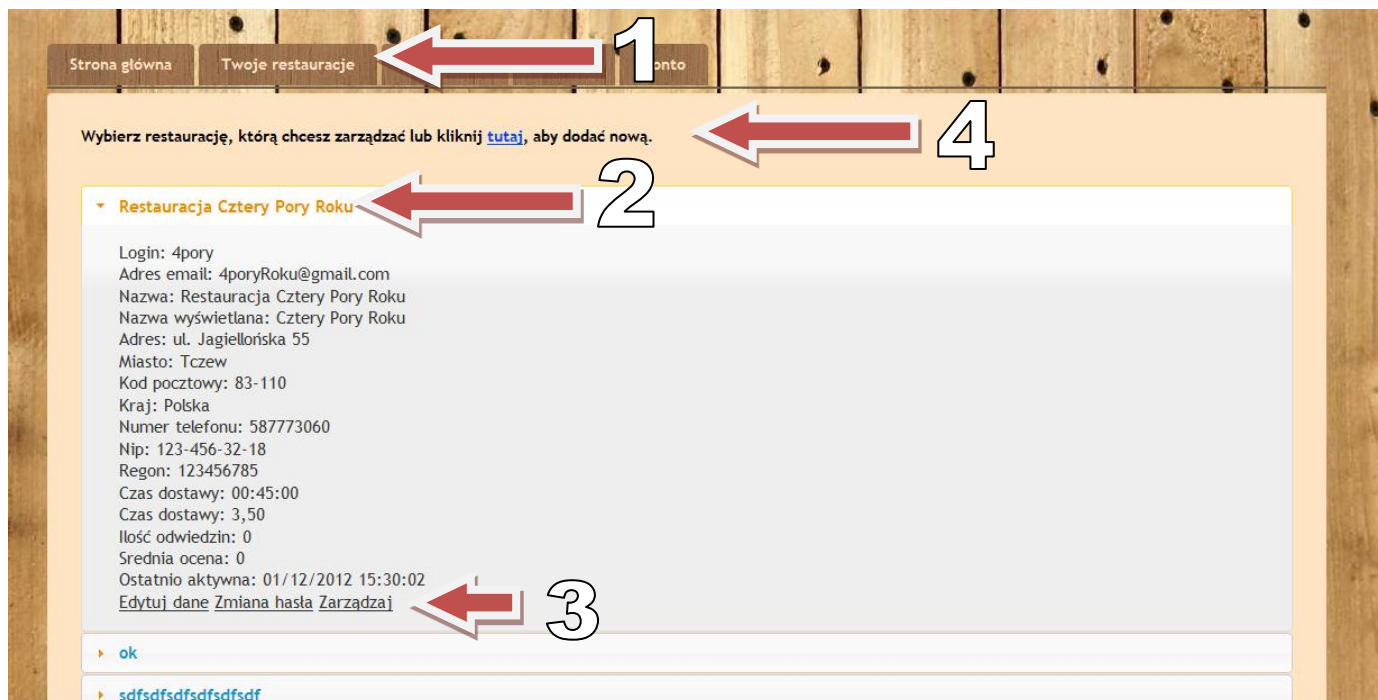 Strona główna Twoje restauracje 1
Wybierz restaurację, którą chcesz zarządzać lub kliknij tutaj, aby dodać nową. 4
Restauracja Cztery Pory Roku 2
Login: 4pory
Adres email: 4poryRoku@gmail.com
Nazwa: Restauracja Cztery Pory Roku
Nazwa wyświetlana: Cztery Pory Roku
Adres: ul. Jagiellońska 55
Miasto: Tczew
Kod pocztowy: 83-110
Kraj: Polska
Numer telefonu: 587773060
Nip: 123-456-32-18
Regon: 123456785
Czas dostawy: 00:45:00
Czas dostawy: 3,50
Ilość odwiedzin: 0
Srednia ocena: 0
Ostatnio aktywna: 01/12/2012 15:30:02
Edytuj dane Zmiana hasła Zarządzaj 3
ok
sdfsdfsdfsdfsdfsdf